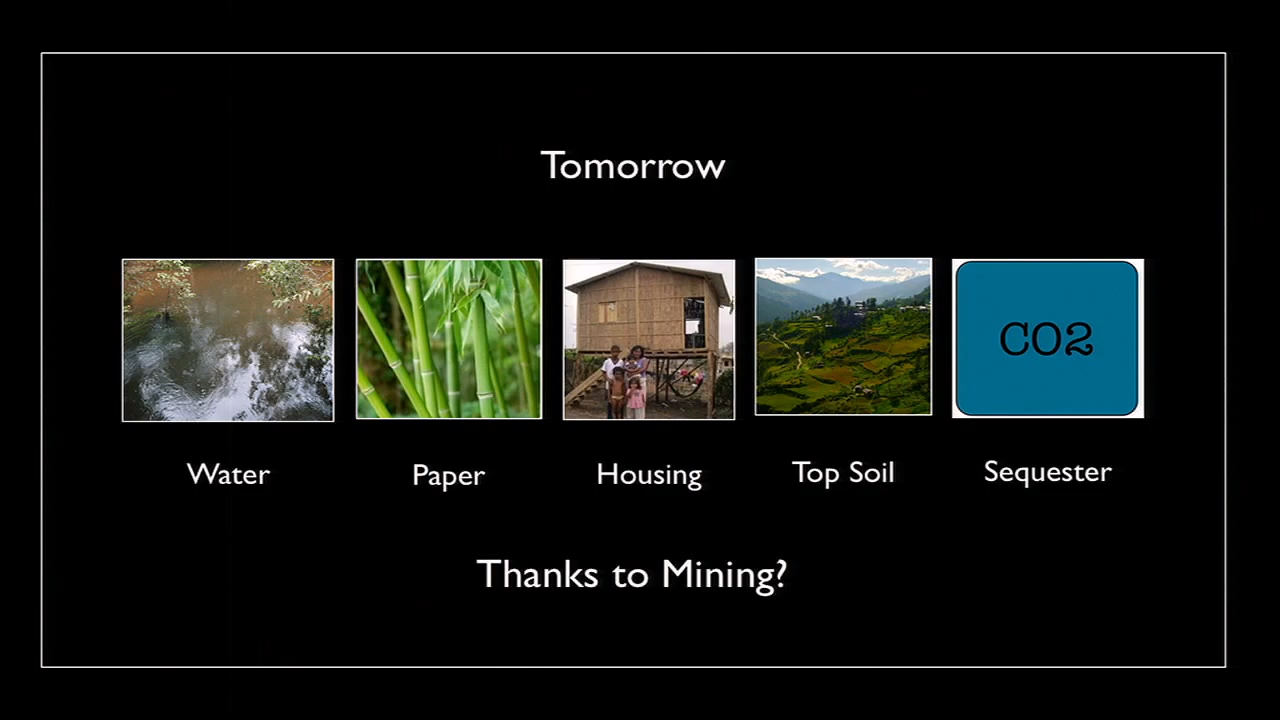 Tomorrow
CO2
Water
Paper
Housing
Top Soil
Sequester
Thanks to Mining?